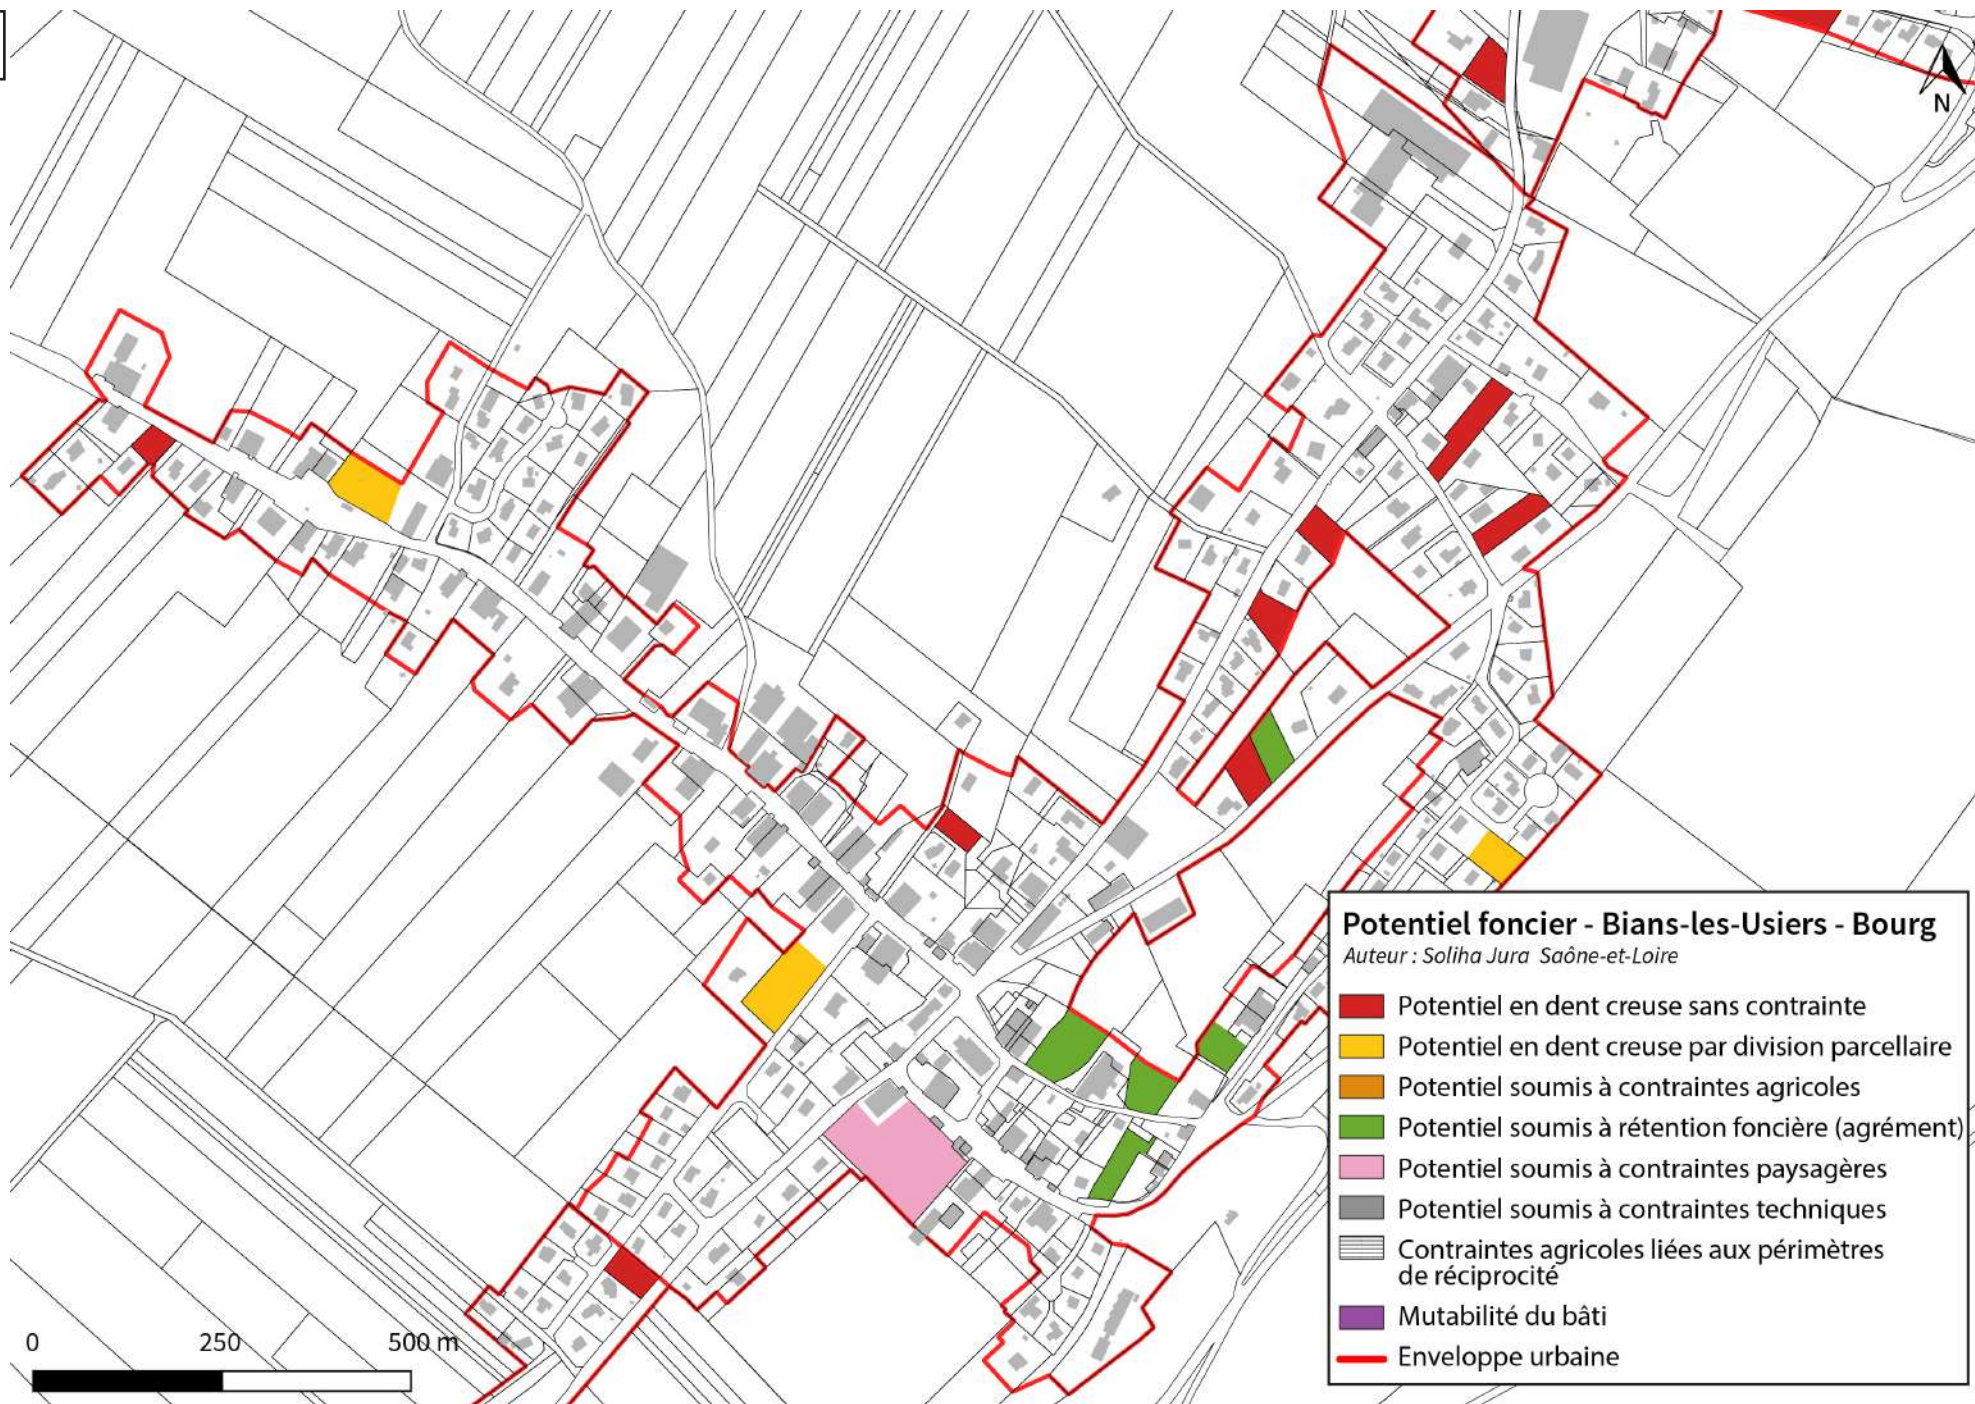 N
Potentiel foncier - Bians-les-Usiers - Bourg
Auteur : Soliha Jura Saône-et-Loire
Potentiel en dent creuse sans contrainte
Potentiel en dent creuse par division parcellaire
Potentiel soumis à contraintes agricoles
Potentiel soumis à rétention foncière (agrément)
Potentiel soumis à contraintes paysagères
Potentiel soumis à contraintes techniques
Contraintes agricoles liées aux périmètres
de réciprocité
Mutabilité du bâti
Enveloppe urbaine
0 250 500 m